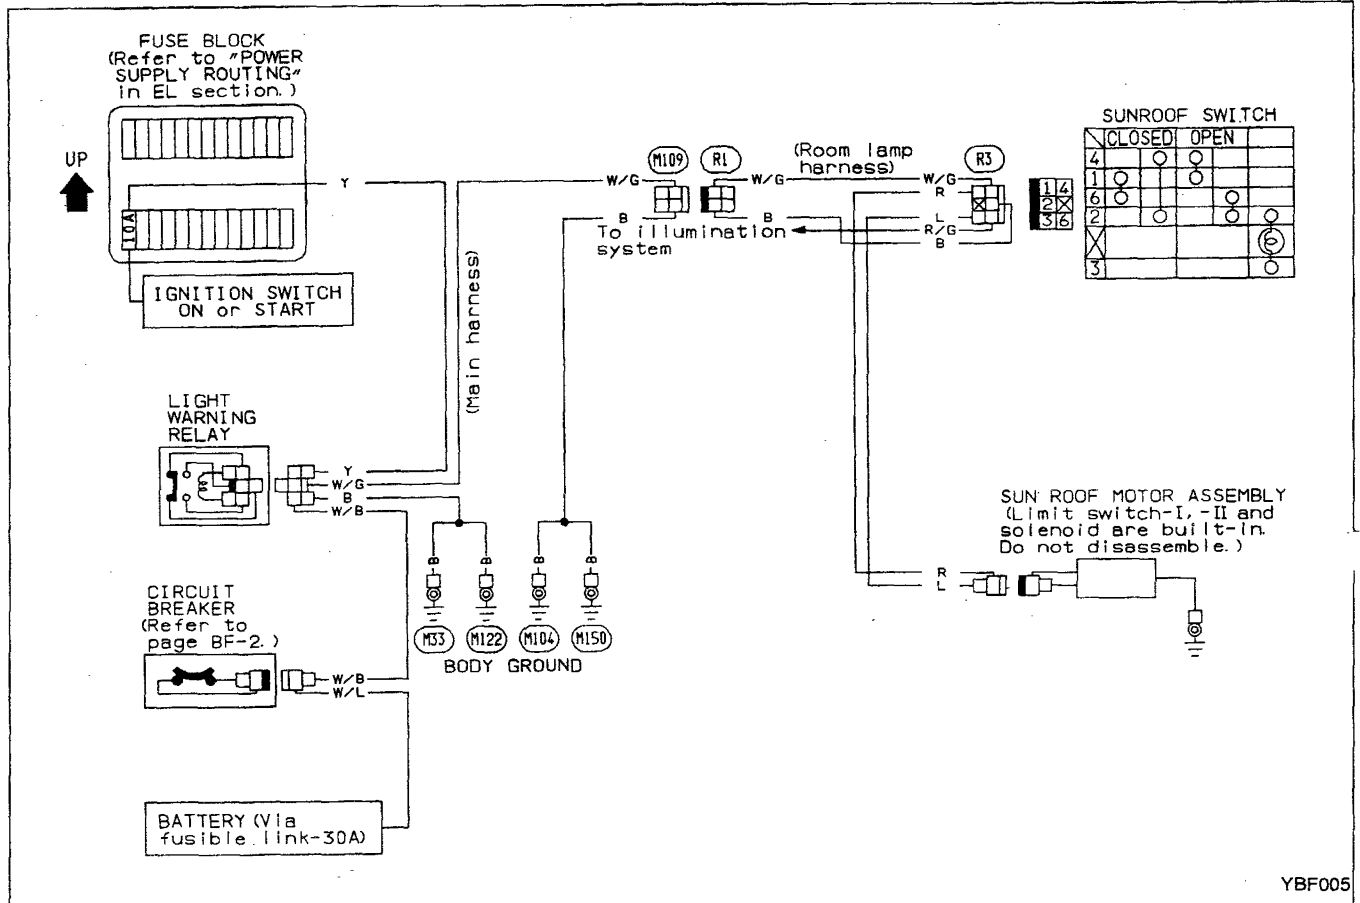 FUSE BLOCK
(Refer to "POWER
SUPPLY ROUTING"
in EL section.)
UP
10A
Y
IGNITION SWITCH
ON or START
LIGHT
WARNING
RELAY
Y
W/G
B
W/B
CIRCUIT
BREAKER
(Refer to
page BF-2.)
W/B
W/L
BATTERY (Via
fusible link-30A)
(Main harness)
B
B
B
B
M33
M122
M104
M150
BODY GROUND
W/G
M109
R1
B
To illumination
system
W/G
(Room lamp
harness)
W/G
R3
R
B
L
R/G
B
1 4
2
3 6
SUNROOF SWITCH
CLOSED OPEN
4
1
6
2
3
SUN ROOF MOTOR ASSEMBLY
(Limit switch-I, -II and
solenoid are built-in.
Do not disassemble.)
R
L
YBF005